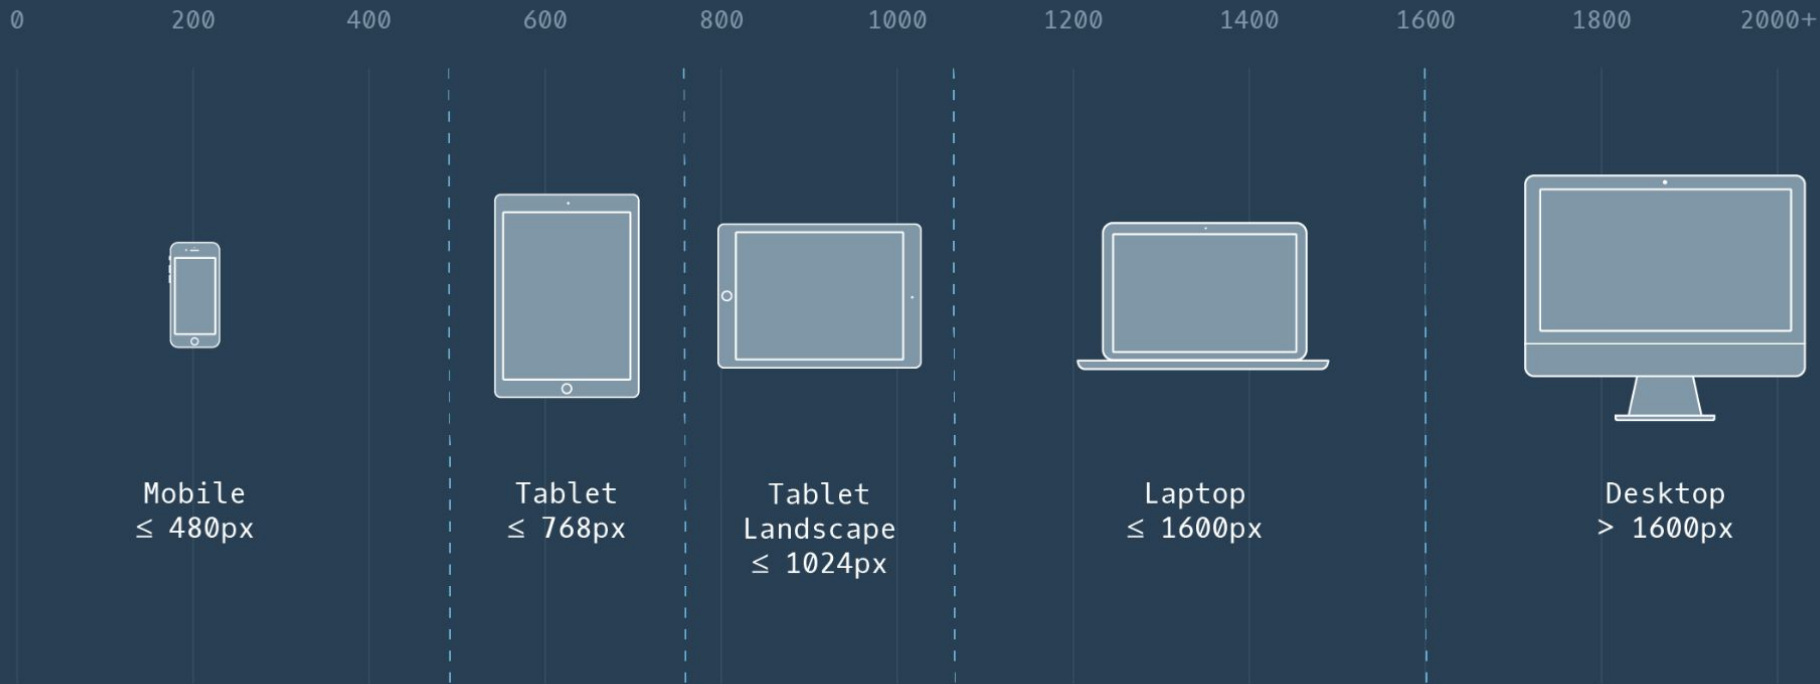 0 200 400 600 800 1000 1200 1400 1600 1800 2000+
Mobile
≤ 480px
Tablet
≤ 768px
Tablet
Landscape
≤ 1024px
Laptop
≤ 1600px
Desktop
> 1600px